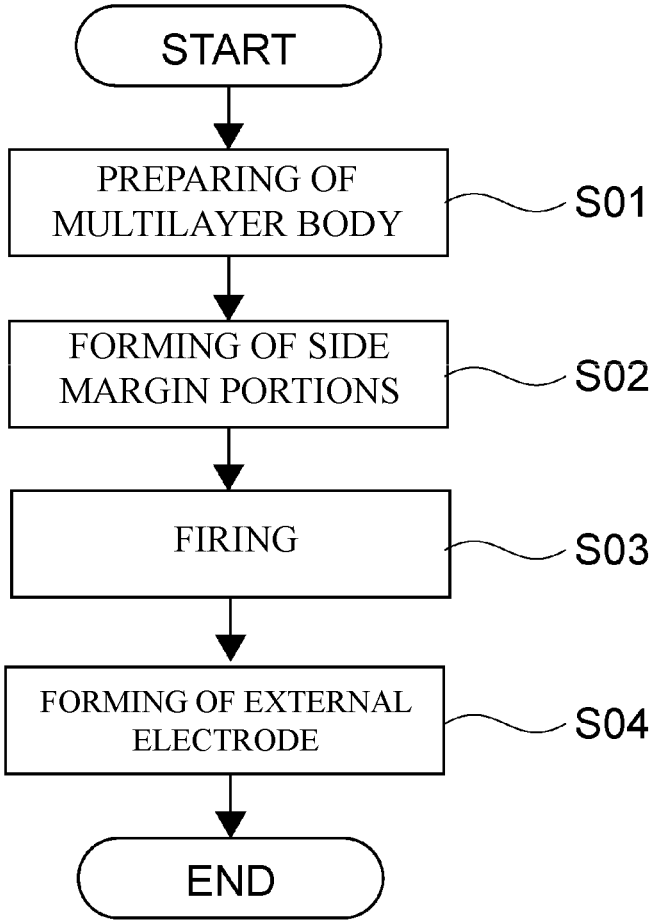 START
PREPARING OF
MULTILAYER BODY
S01
FORMING OF SIDE
MARGIN PORTIONS
S02
FIRING
S03
FORMING OF EXTERNAL
ELECTRODE
S04
END